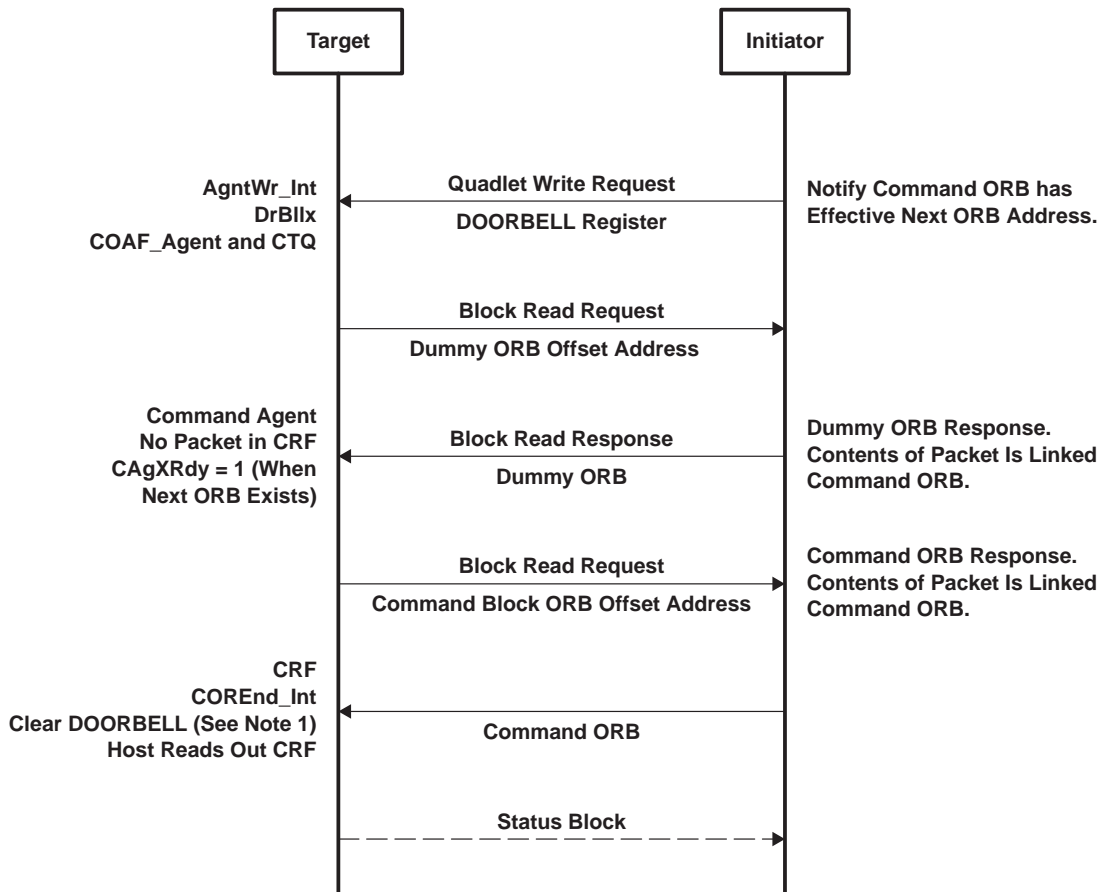 Target
Initiator
AgntWr_Int
DrBllx
COAF_Agent and CTQ
Quadlet Write Request
DOORBELL Register
Notify Command ORB has
Effective Next ORB Address.
Block Read Request
Dummy ORB Offset Address
Command Agent
No Packet in CRF
CAgXRdy = 1 (When
Next ORB Exists)
Block Read Response
Dummy ORB
Dummy ORB Response.
Contents of Packet Is Linked
Command ORB.
Block Read Request
Command Block ORB Offset Address
Command ORB Response.
Contents of Packet Is Linked
Command ORB.
CRF
COREnd_Int
Clear DOORBELL (See Note 1)
Host Reads Out CRF
Command ORB
Status Block